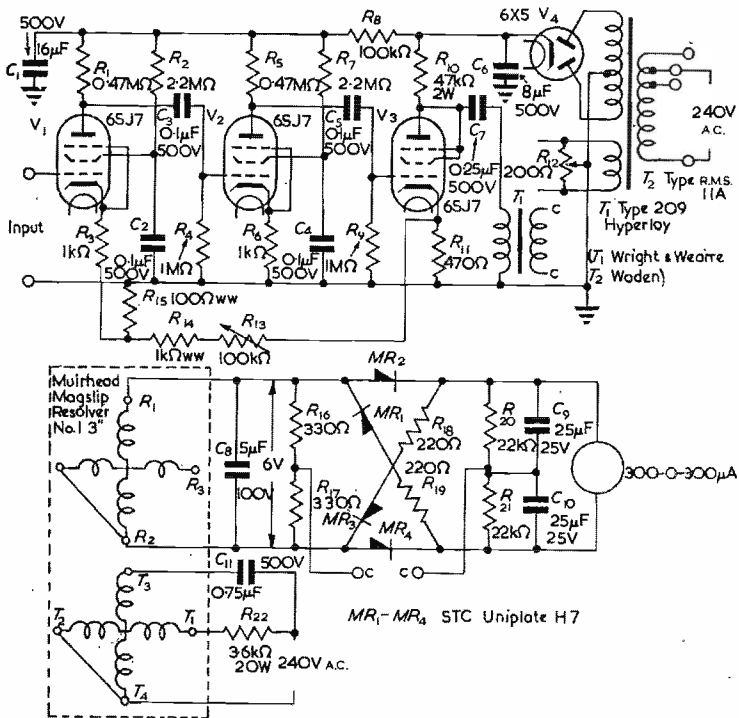 500V
16μF
C1
R1
0.47MΩ
R2
2.2MΩ
R5
0.47MΩ
R7
2.2MΩ
R8
100kΩ
R10
47kΩ
2W
6X5 V4
C6
8μF
500V
240V
A.C.
V1
6SJ7
C3
0.1μF
500V
V2
6SJ7
C5
0.1μF
500V
V3
6SJ7
C7
0.25μF
500V
200Ω
R12
T2 Type R.M.S.
11A
T1 Type 209
Hyperloy
(T1 Wright & Weaire
T2 Woden)
Input
R3
1kΩ
C2
0.1μF
500V
R4
1MΩ
R6
1kΩ
C4
0.1μF
500V
R9
1MΩ
R11
470Ω
T1
C
C
R15
100Ωww
R14
1kΩww
R13
100kΩ
Muirhead
Magslip
Resolver
No.1 3"
R1
R3
R2
C8
5μF
100V
6V
R16
330Ω
R17
330Ω
MR2
MR1
R18
220Ω
220Ω
R19
MR3
MR4
R20
22kΩ
C9
25μF
25V
R21
22kΩ
C10
25μF
25V
300-0-300μA
C
C
T3
T2
T1
T4
C11
500V
0.75μF
R22
3.6kΩ
20W
240V A.C.
MR1-MR4 STC Uniplate H7